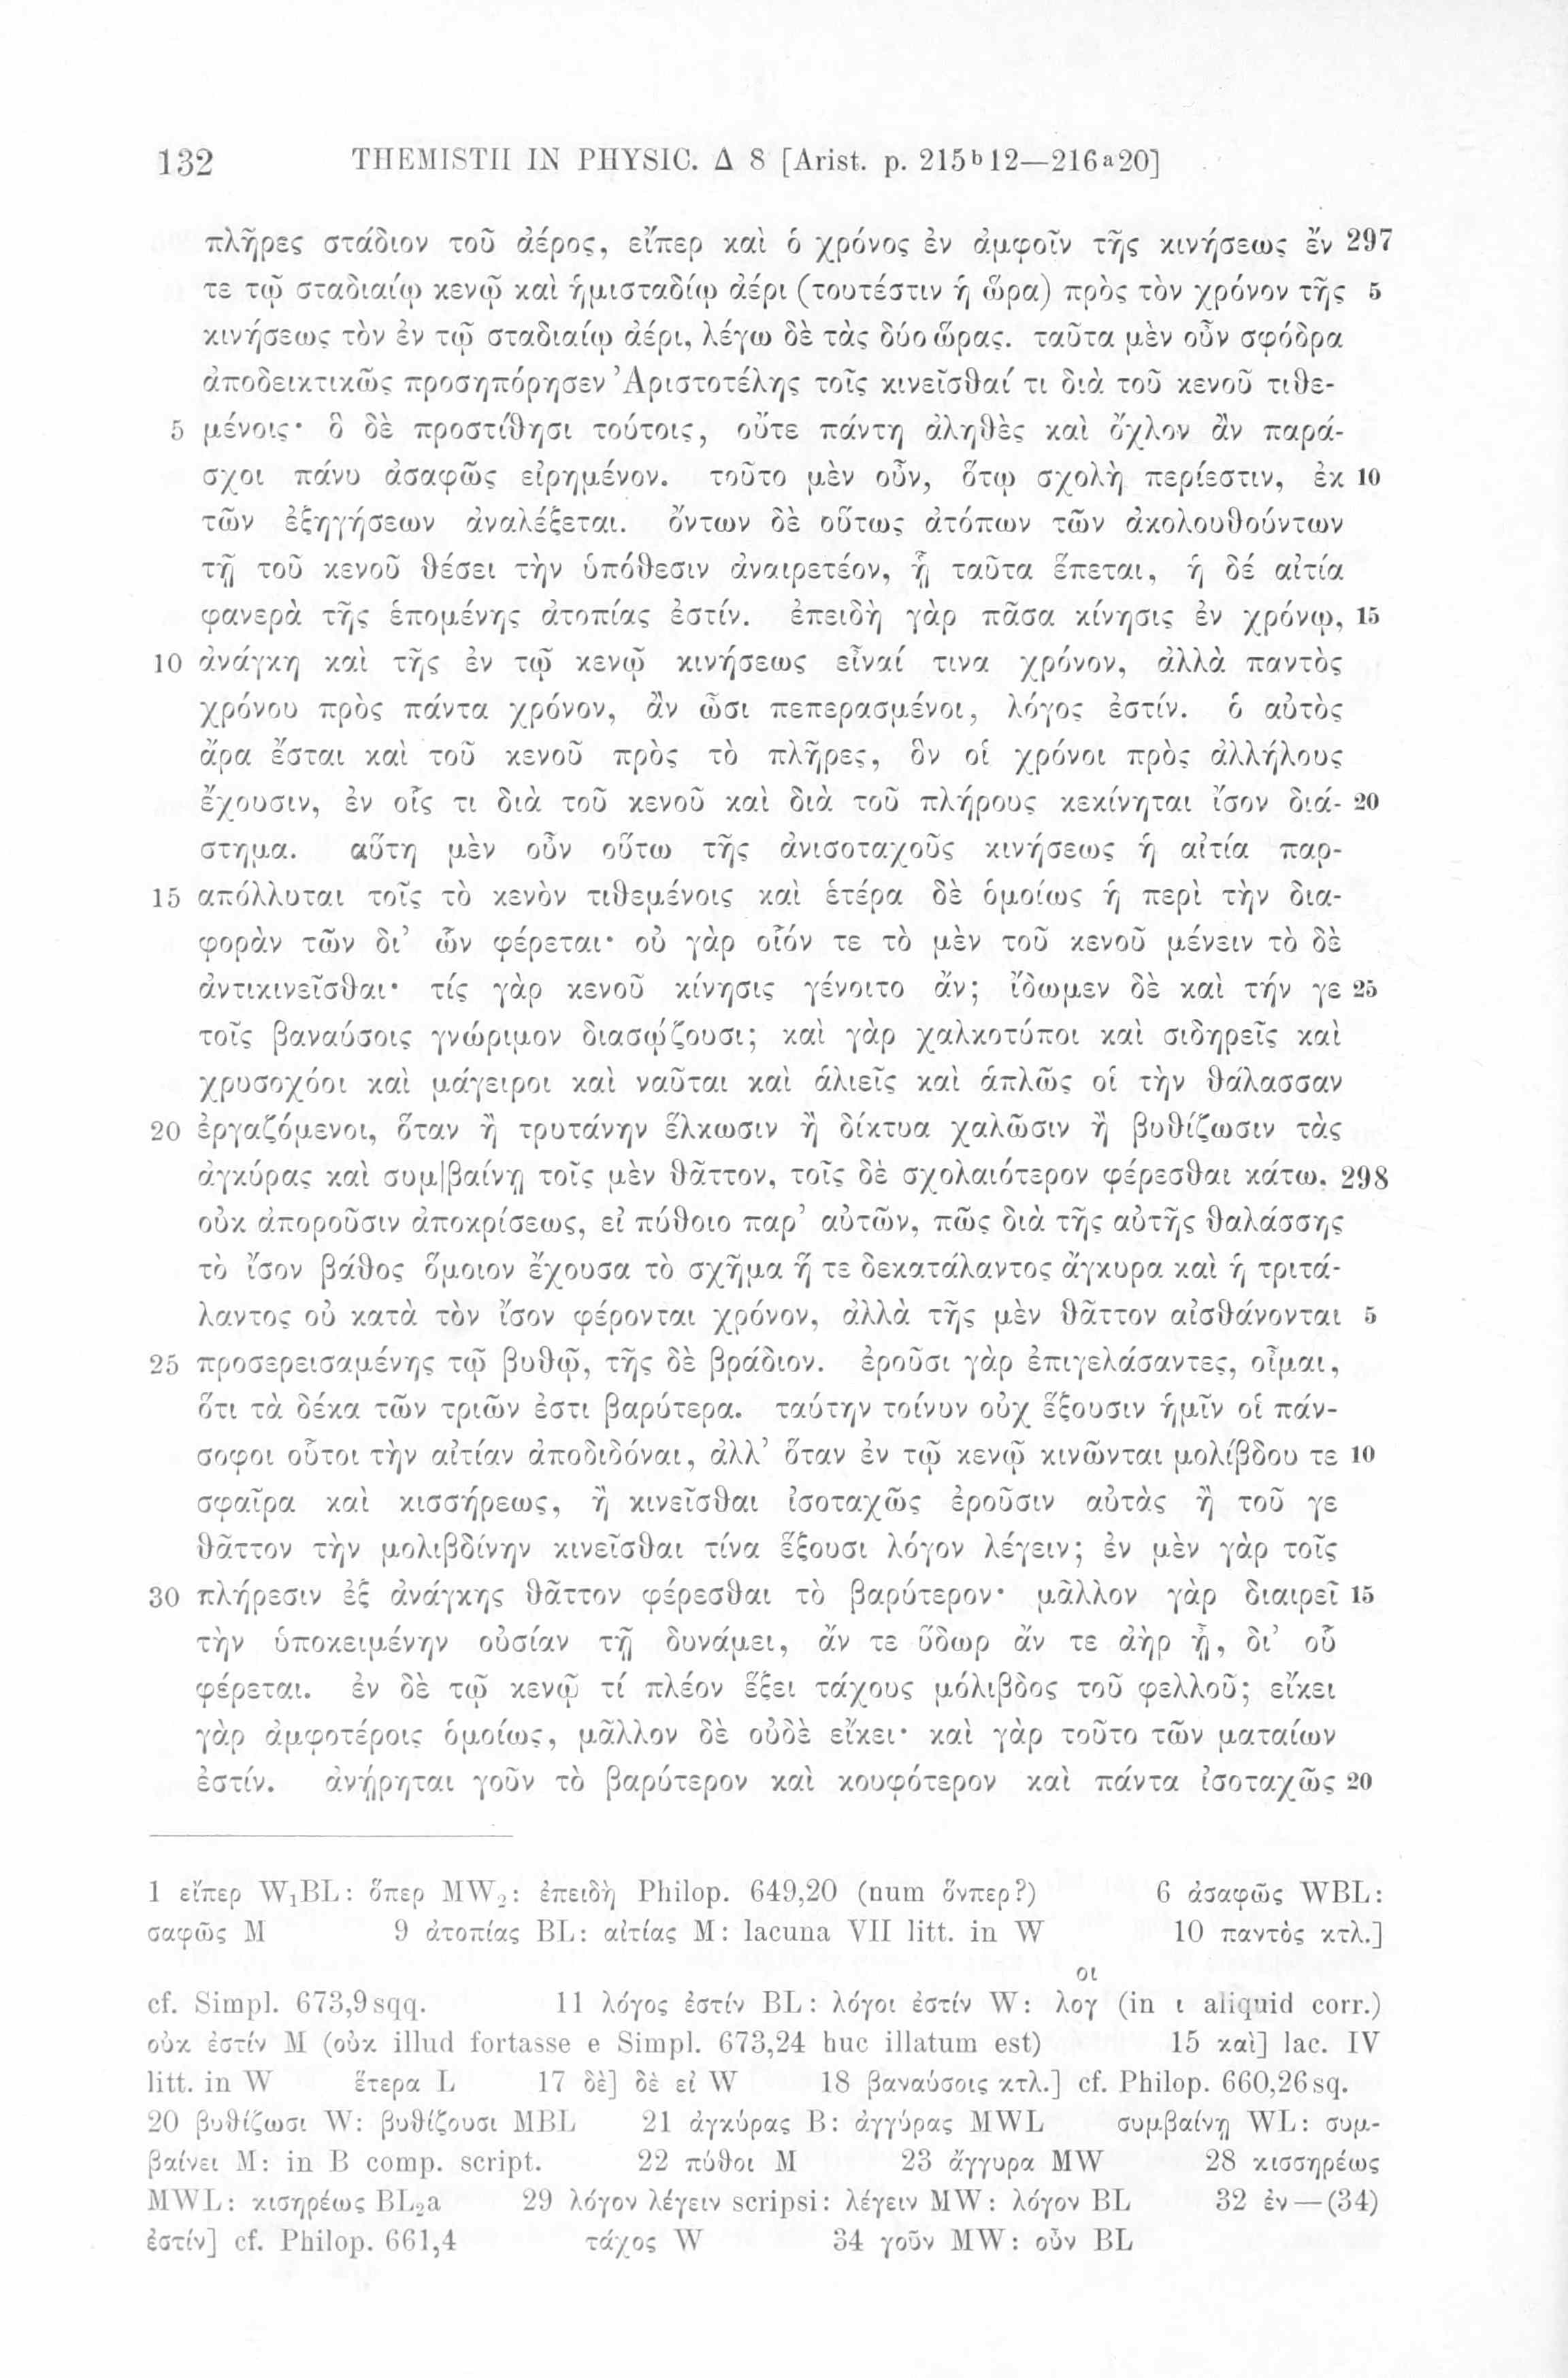 132 THEMISTII IN PHYSIC. Δ 8 [Arist. p. 215ᵇ12—216ᵃ20]
πλῆρες στάδιον τοῦ ἀέρος, εἴπερ καὶ ὁ χρόνος ἐν ἀμφοῖν τῆς κινήσεως ἔν 297
τε τῷ σταδιαίῳ κενῷ καὶ ἡμισταδίῳ ἀέρι (τουτέστιν ἡ ὥρα) πρὸς τὸν χρόνον τῆς 5
κινήσεως τὸν ἐν τῷ σταδιαίῳ ἀέρι, λέγω δὲ τὰς δύο ὥρας. ταῦτα μὲν οὖν σφόδρα
ἀποδεικτικῶς προσηπόρησεν Ἀριστοτέλης τοῖς κινεῖσθαί τι διὰ τοῦ κενοῦ τιθε-
5 μένοις· ὃ δὲ προστίθησι τούτοις, οὔτε πάντῃ ἀληθὲς καὶ ὄχλον ἂν παρά-
σχοι πάνυ ἀσαφῶς εἰρημένον. τοῦτο μὲν οὖν, ὅτῳ σχολὴ περίεστιν, ἐκ 10
τῶν ἐξηγήσεων ἀναλέξεται. ὄντων δὲ οὕτως ἀτόπων τῶν ἀκολουθούντων
τῇ τοῦ κενοῦ θέσει τὴν ὑπόθεσιν ἀναιρετέον, ᾗ ταῦτα ἕπεται, ἡ δέ αἰτία
φανερὰ τῆς ἑπομένης ἀτοπίας ἐστίν. ἐπειδὴ γὰρ πᾶσα κίνησις ἐν χρόνῳ, 15
10 ἀνάγκη καὶ τῆς ἐν τῷ κενῷ κινήσεως εἶναί τινα χρόνον, ἀλλὰ παντὸς
χρόνου πρὸς πάντα χρόνον, ἂν ὦσι πεπερασμένοι, λόγος ἐστίν. ὁ αὐτὸς
ἄρα ἔσται καὶ τοῦ κενοῦ πρὸς τὸ πλῆρες, ὃν οἱ χρόνοι πρὸς ἀλλήλους
ἔχουσιν, ἐν οἷς τι διὰ τοῦ κενοῦ καὶ διὰ τοῦ πλήρους κεκίνηται ἴσον διά- 20
στημα. αὕτη μὲν οὖν οὕτω τῆς ἀνισοταχοῦς κινήσεως ἡ αἰτία παρ-
15 απόλλυται τοῖς τὸ κενὸν τιθεμένοις καὶ ἑτέρα δὲ ὁμοίως ἡ περὶ τὴν δια-
φορὰν τῶν δι’ ὧν φέρεται· οὐ γὰρ οἷόν τε τὸ μὲν τοῦ κενοῦ μένειν τὸ δὲ
ἀντικινεῖσθαι· τίς γὰρ κενοῦ κίνησις γένοιτο ἄν; ἴδωμεν δὲ καὶ τήν γε 25
τοῖς βαναύσοις γνώριμον διασῴζουσι; καὶ γὰρ χαλκοτύποι καὶ σιδηρεῖς καὶ
χρυσοχόοι καὶ μάγειροι καὶ ναῦται καὶ ἁλιεῖς καὶ ἁπλῶς οἱ τὴν θάλασσαν
20 ἐργαζόμενοι, ὅταν ἢ τρυτάνην ἕλκωσιν ἢ δίκτυα χαλῶσιν ἢ βυθίζωσιν τὰς
ἀγκύρας καὶ συμ|βαίνῃ τοῖς μὲν θᾶττον, τοῖς δὲ σχολαιότερον φέρεσθαι κάτω, 298
οὐκ ἀποροῦσιν ἀποκρίσεως, εἰ πύθοιο παρ’ αὐτῶν, πῶς διὰ τῆς αὐτῆς θαλάσσης
τὸ ἴσον βάθος ὅμοιον ἔχουσα τὸ σχῆμα ἥ τε δεκατάλαντος ἄγκυρα καὶ ἡ τριτά-
λαντος οὐ κατὰ τὸν ἴσον φέρονται χρόνον, ἀλλὰ τῆς μὲν θᾶττον αἰσθάνονται 5
25 προσερεισαμένης τῷ βυθῷ, τῆς δὲ βράδιον. ἐροῦσι γὰρ ἐπιγελάσαντες, οἶμαι,
ὅτι τὰ δέκα τῶν τριῶν ἐστι βαρύτερα. ταύτην τοίνυν οὐχ ἕξουσιν ἡμῖν οἱ πάν-
σοφοι οὗτοι τὴν αἰτίαν ἀποδιδόναι, ἀλλ’ ὅταν ἐν τῷ κενῷ κινῶνται μολίβδου τε 10
σφαῖρα καὶ κισσήρεως, ἢ κινεῖσθαι ἰσοταχῶς ἐροῦσιν αὐτὰς ἢ τοῦ γε
θᾶττον τὴν μολιβδίνην κινεῖσθαι τίνα ἕξουσι λόγον λέγειν; ἐν μὲν γὰρ τοῖς
30 πλήρεσιν ἐξ ἀνάγκης θᾶττον φέρεσθαι τὸ βαρύτερον· μᾶλλον γὰρ διαιρεῖ 15
τὴν ὑποκειμένην οὐσίαν τῇ δυνάμει, ἄν τε ὕδωρ ἄν τε ἀὴρ ᾖ, δι’ οὗ
φέρεται. ἐν δὲ τῷ κενῷ τί πλέον ἕξει τάχους μόλιβδος τοῦ φελλοῦ; εἴκει
γὰρ ἀμφοτέροις ὁμοίως, μᾶλλον δὲ οὐδὲ εἴκει· καὶ γὰρ τοῦτο τῶν ματαίων
ἐστίν. ἀνῄρηται γοῦν τὸ βαρύτερον καὶ κουφότερον καὶ πάντα ἰσοταχῶς 20
1 εἴπερ W₁BL: ὅπερ MW₂: ἐπειδὴ Philop. 649,20 (num ὅνπερ?) 6 ἀσαφῶς WBL:
σαφῶς M 9 ἀτοπίας BL: αἰτίας M: lacuna VII litt. in W 10 παντὸς κτλ.]
οι
cf. Simpl. 673,9 sqq. 11 λόγος ἐστίν BL: λόγοι ἐστίν W: λογ (in ι aliquid corr.)
οὐκ ἐστίν M (οὐκ illud fortasse e Simpl. 673,24 huc illatum est) 15 καὶ] lac. IV
litt. in W ἕτερα L 17 δὲ] δὲ εἰ W 18 βαναύσοις κτλ.] cf. Philop. 660,26 sq.
20 βυθίζωσι W: βυθίζουσι MBL 21 ἀγκύρας B: ἀγγύρας MWL συμβαίνῃ WL: συμ-
βαίνει M: in B comp. script. 22 πύθοι M 23 ἄγγυρα MW 28 κισσηρέως
MWL: κισηρέως BL₂a 29 λόγον λέγειν scripsi: λέγειν MW: λόγον BL 32 ἐν — (34)
ἐστίν] cf. Philop. 661,4 τάχος W 34 γοῦν MW: οὖν BL